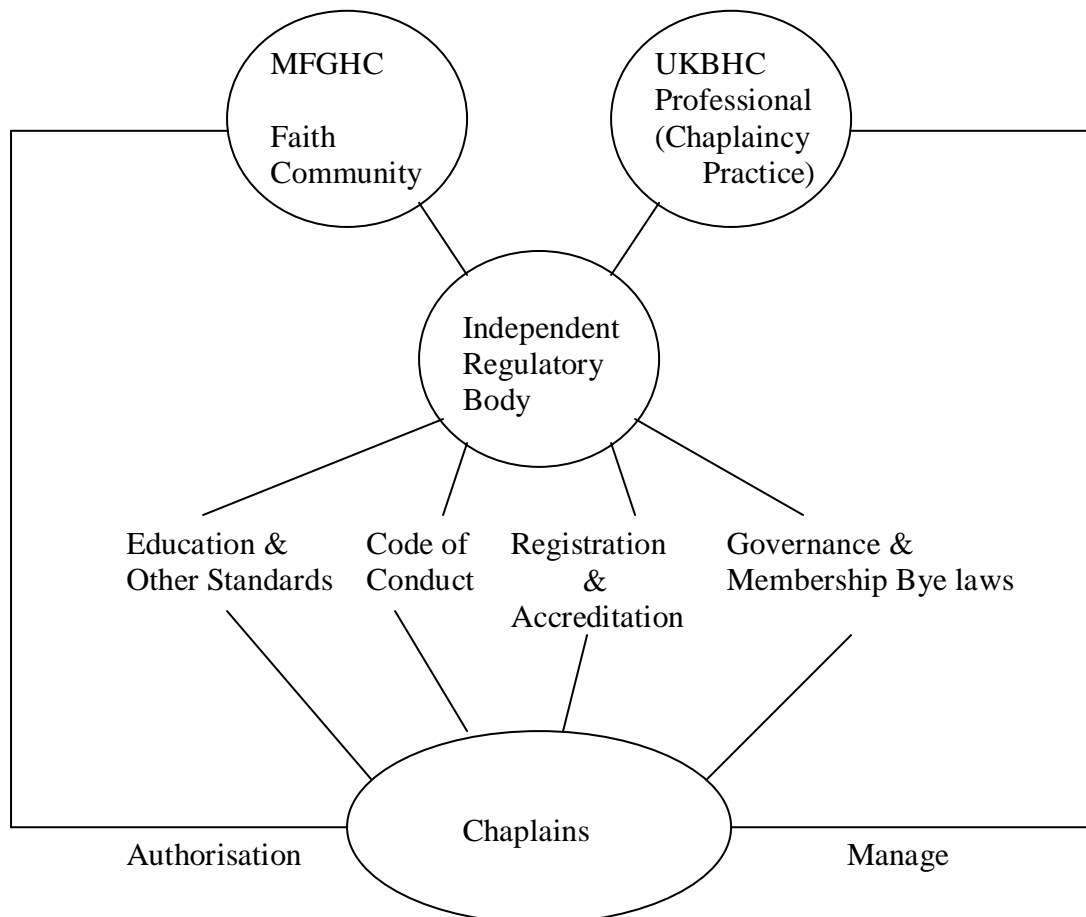 MFGHC
Faith
Community
UKBHC
Professional
(Chaplaincy
Practice)
Independent
Regulatory
Body
Education &
Other Standards
Code of
Conduct
Registration
&
Accreditation
Governance &
Membership Bye laws
Chaplains
Authorisation
Manage